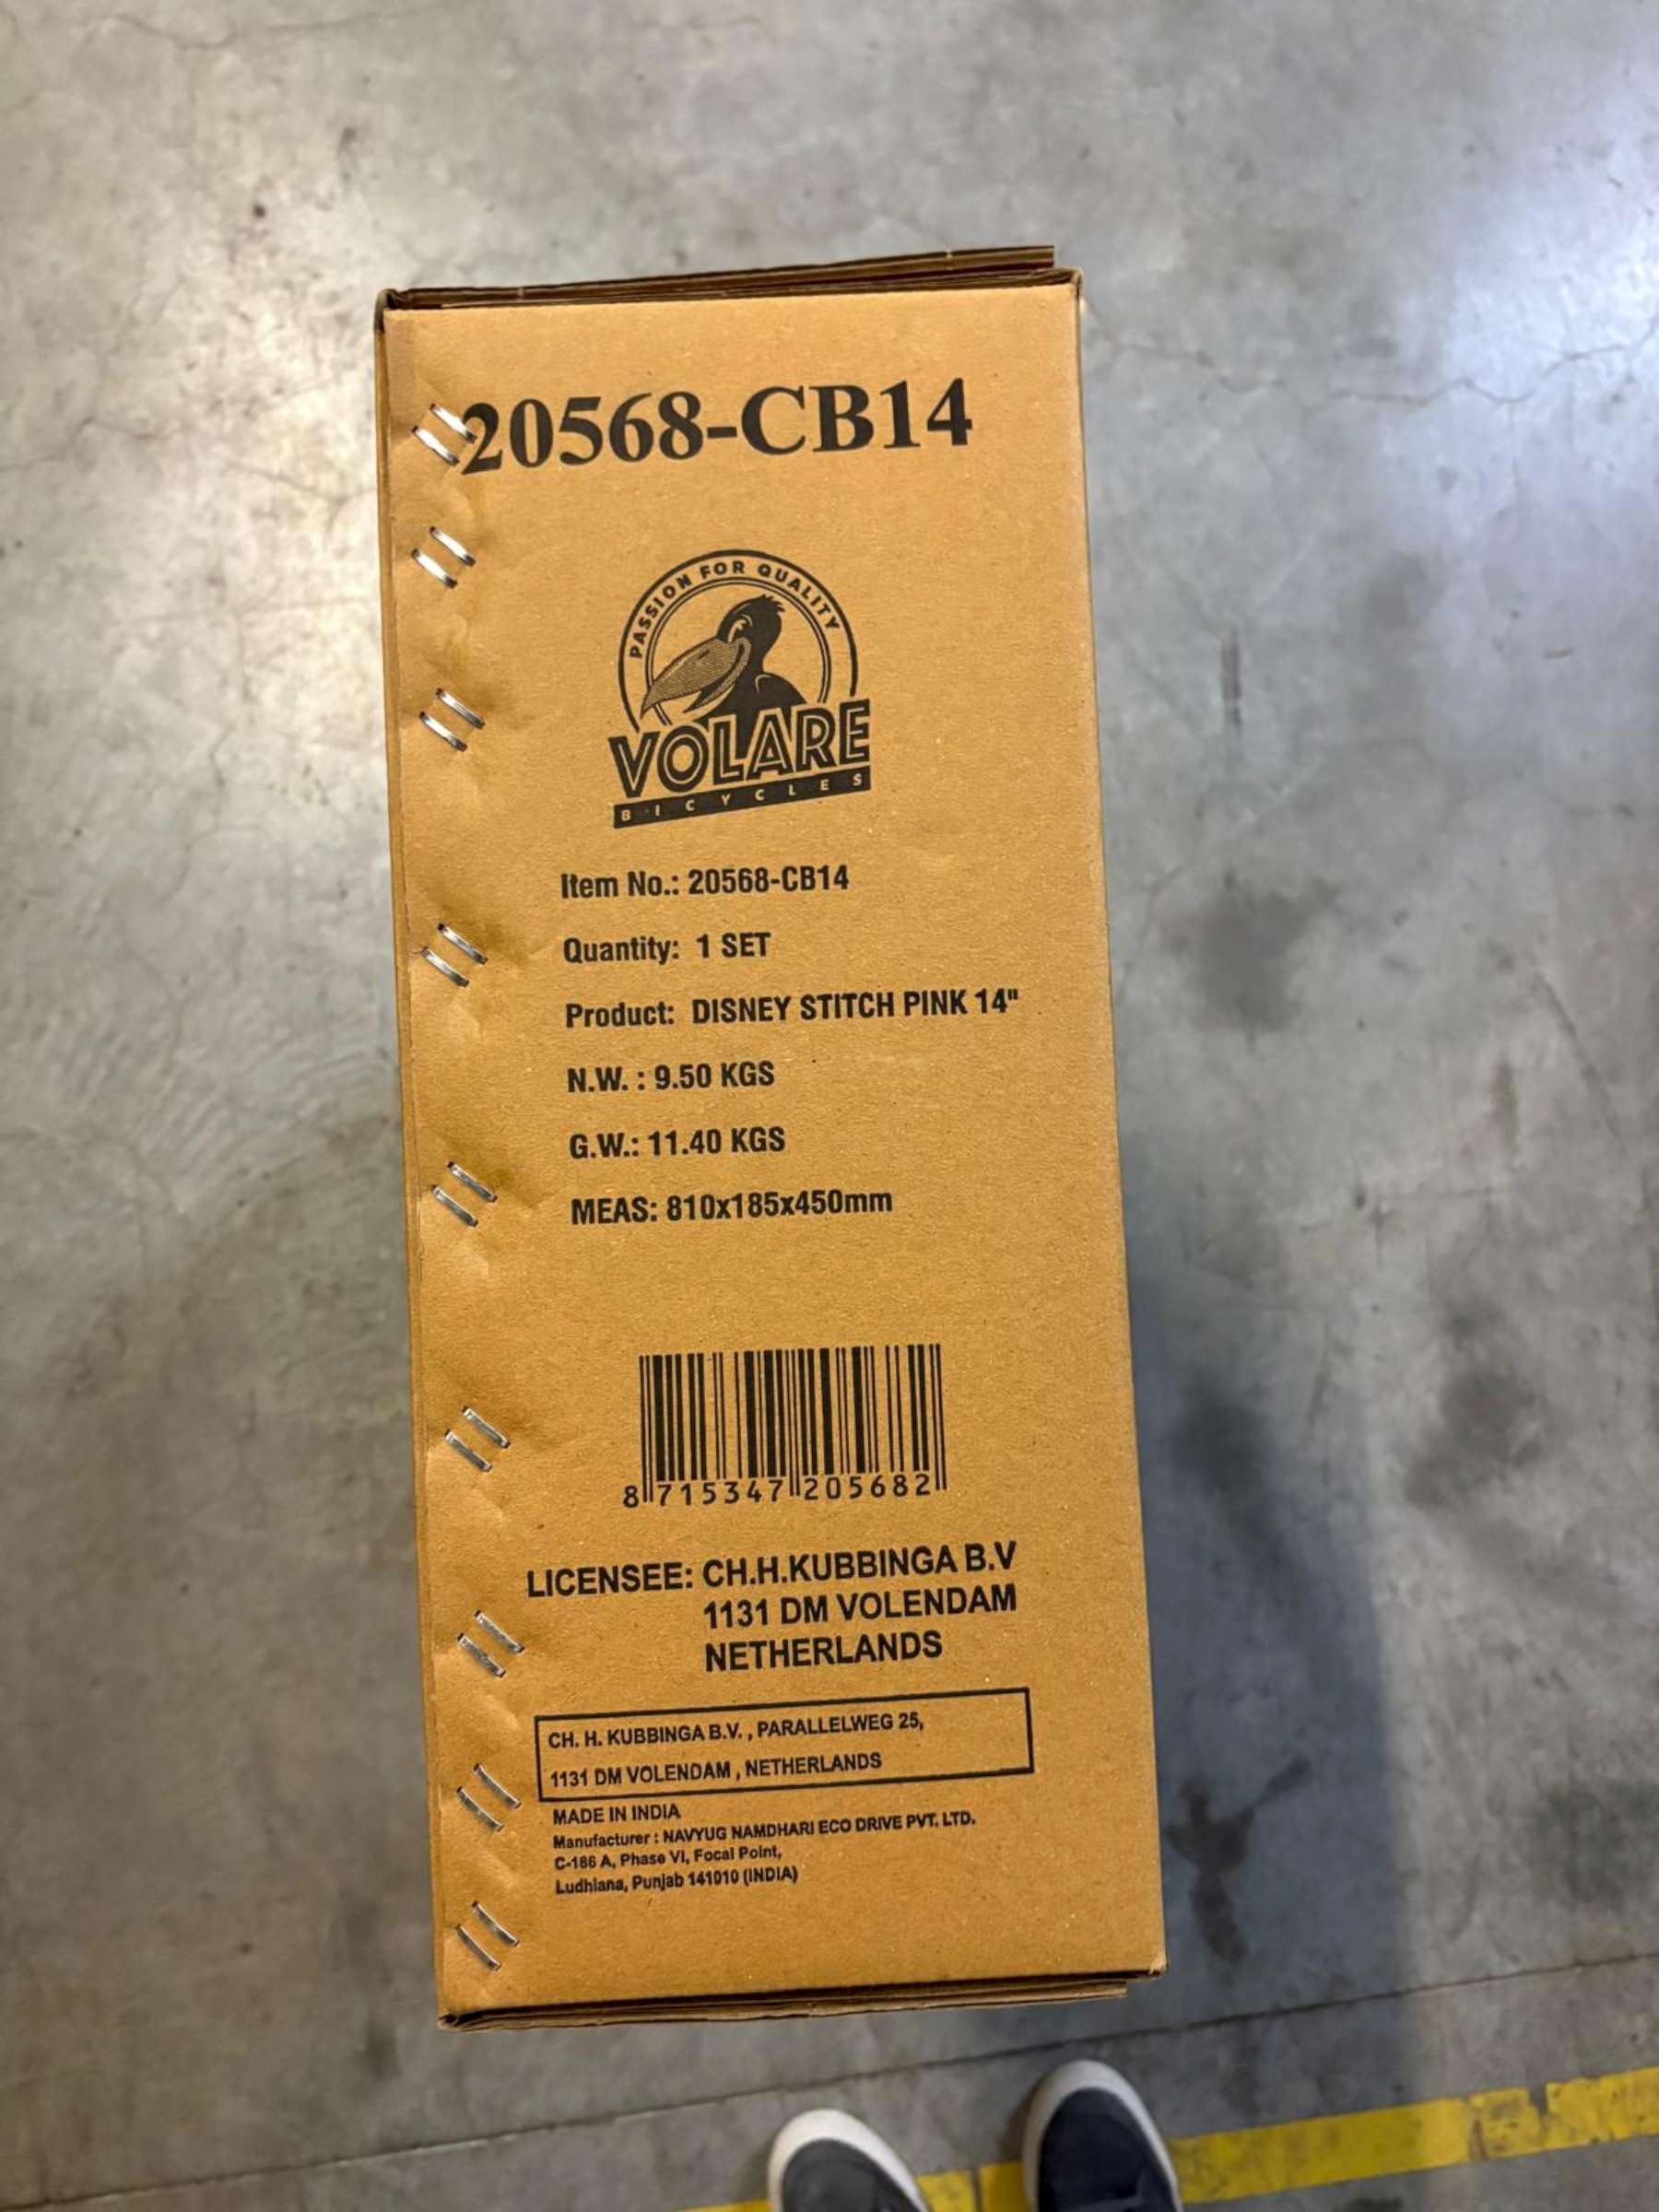 20568-CB14
PASSION FOR QUALITY
VOLARE
BICYCLES
Item No.: 20568-CB14
Quantity: 1 SET
Product: DISNEY STITCH PINK 14"
N.W. : 9.50 KGS
G.W.: 11.40 KGS
MEAS: 810x185x450mm
8 715347 205682
LICENSEE: CH.H.KUBBINGA B.V
1131 DM VOLENDAM
NETHERLANDS
CH. H. KUBBINGA B.V. , PARALLELWEG 25,
1131 DM VOLENDAM , NETHERLANDS
MADE IN INDIA
Manufacturer : NAVYUG NAMDHARI ECO DRIVE PVT. LTD.
C-186 A, Phase VI, Focal Point,
Ludhiana, Punjab 141010 (INDIA)